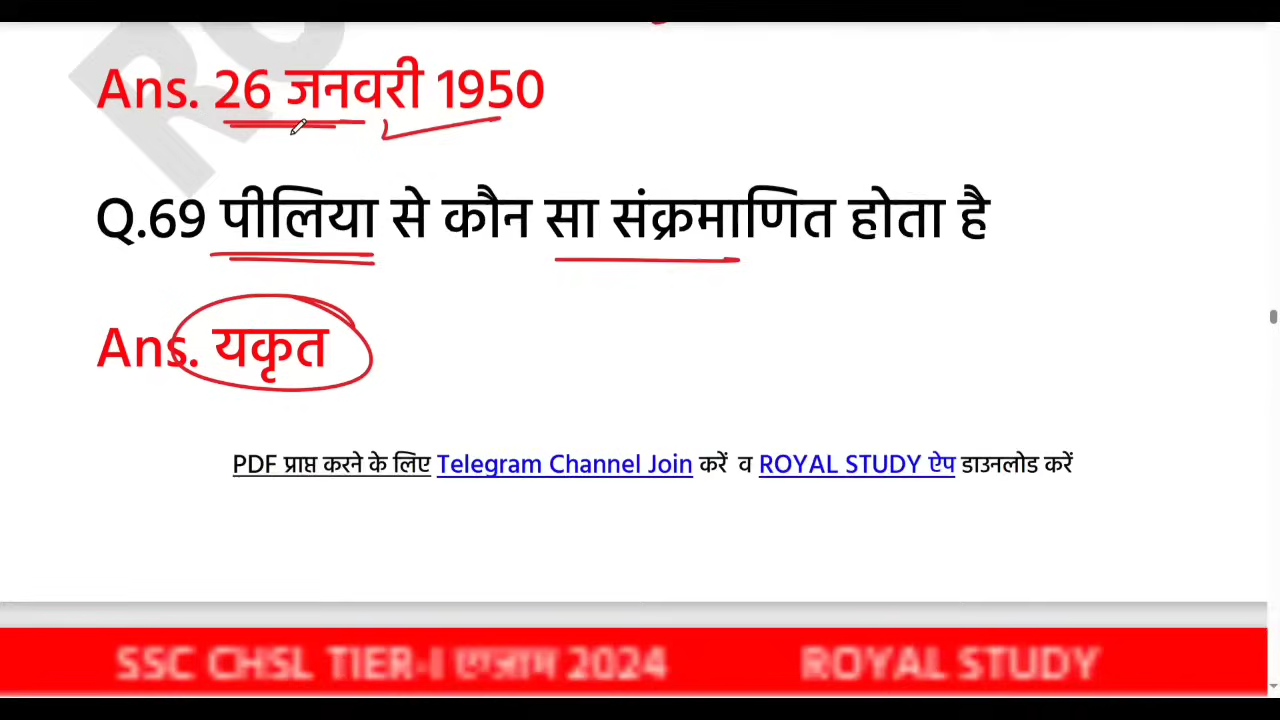 Ans. 26 जनवरी 1950
Q.69 पीलिया से कौन सा संक्रमाणित होता है
Ans. यकृत
PDF प्राप्त करने के लिए Telegram Channel Join करें व ROYAL STUDY ऐप डाउनलोड करें
SSC CHSL TIER-I एग्जाम 2024 ROYAL STUDY